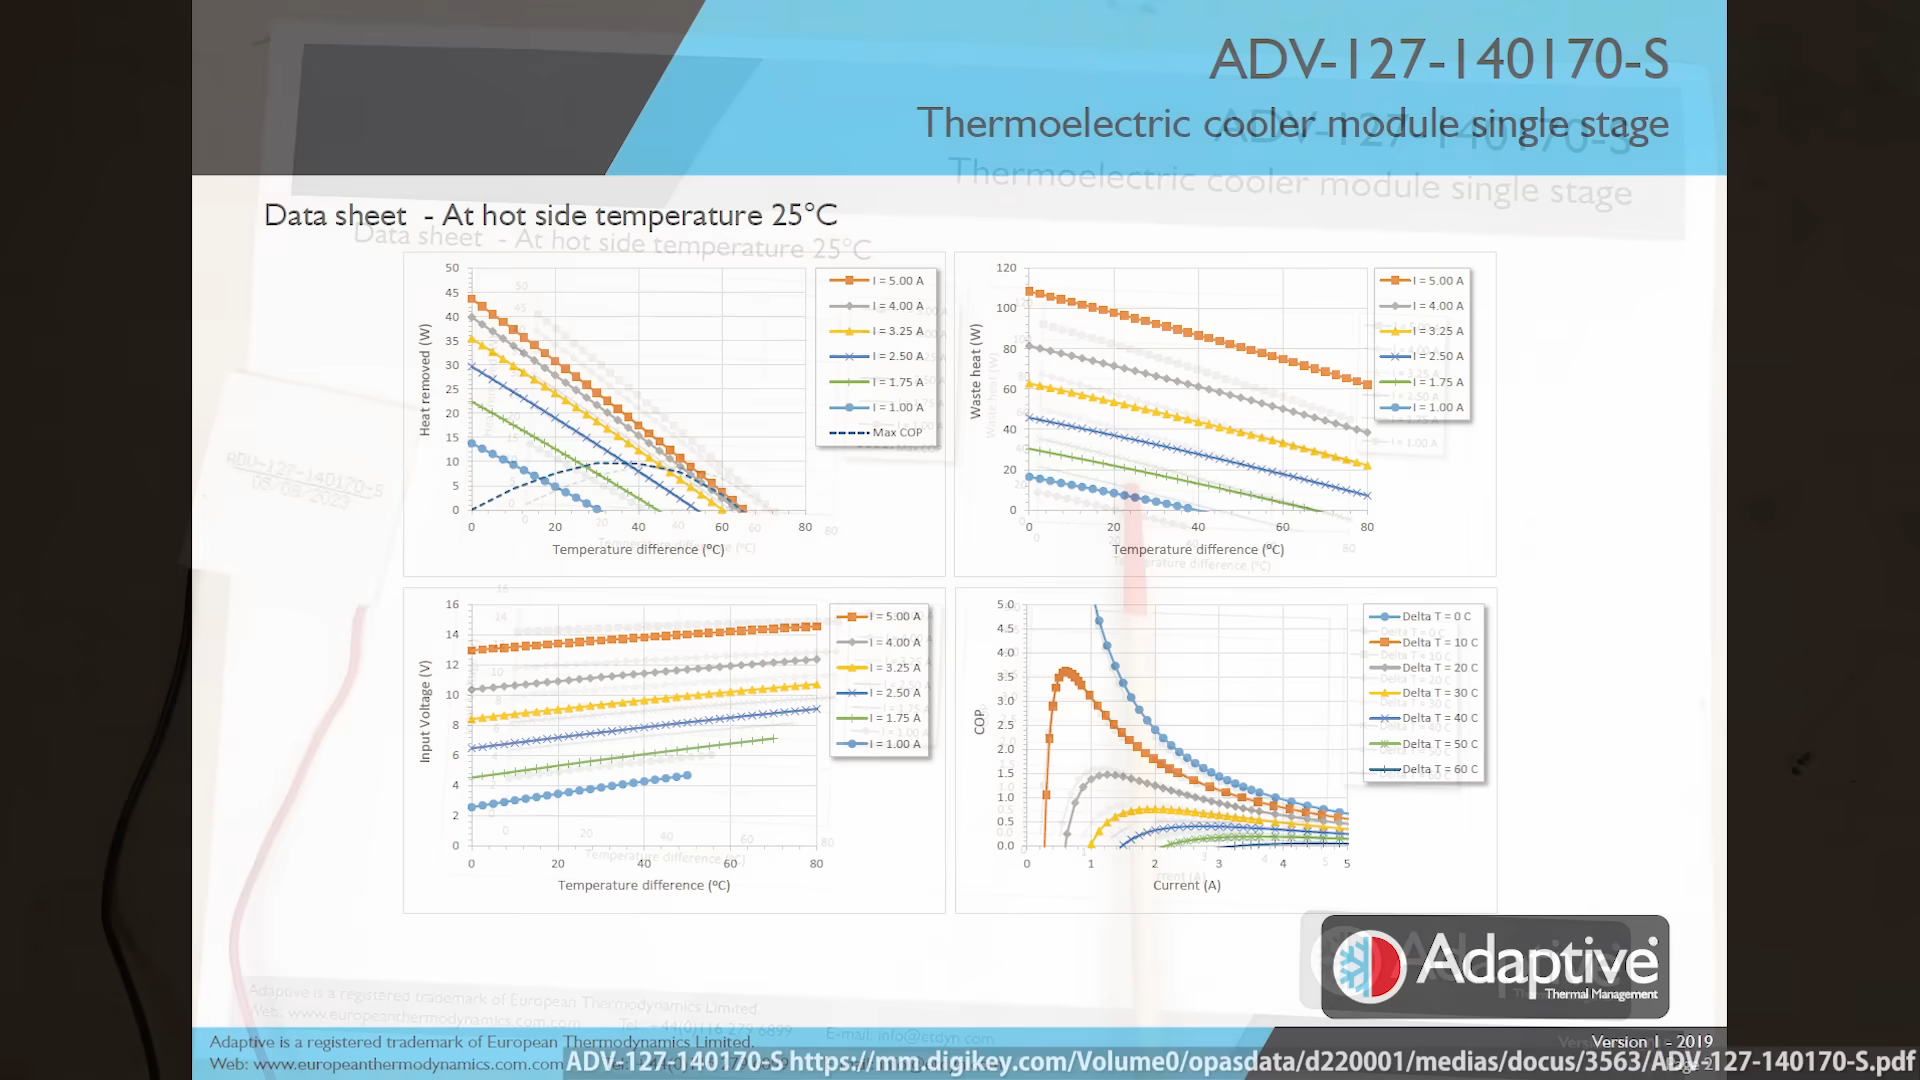 ADV-127-140170-S
Thermoelectric cooler module single stage
Data sheet - At hot side temperature 25°C
50
45
40
35
30
25
20
15
10
5
0
Heat removed (W)
0 20 40 60 80
Temperature difference (ºC)
I = 5.00 A
I = 4.00 A
I = 3.25 A
I = 2.50 A
I = 1.75 A
I = 1.00 A
Max COP
120
100
80
60
40
20
0
Waste heat (W)
0 20 40 60 80
Temperature difference (ºC)
I = 5.00 A
I = 4.00 A
I = 3.25 A
I = 2.50 A
I = 1.75 A
I = 1.00 A
ADV-127-140170-S
05/08/2023
16
14
12
10
8
6
4
2
0
Input Voltage (V)
0 20 40 60 80
Temperature difference (ºC)
I = 5.00 A
I = 4.00 A
I = 3.25 A
I = 2.50 A
I = 1.75 A
I = 1.00 A
5.0
4.5
4.0
3.5
3.0
2.5
2.0
1.5
1.0
0.5
0.0
COP
0 1 2 3 4 5
Current (A)
Delta T = 0 C
Delta T = 10 C
Delta T = 20 C
Delta T = 30 C
Delta T = 40 C
Delta T = 50 C
Delta T = 60 C
Adaptive
Thermal Management
Adaptive is a registered trademark of European Thermodynamics Limited.
Version 1 - 2019
Web: www.europeanthermodynamics.com.com
ADV-127-140170-S https://mm.digikey.com/Volume0/opasdata/d220001/medias/docus/3563/ADV-127-140170-S.pdf